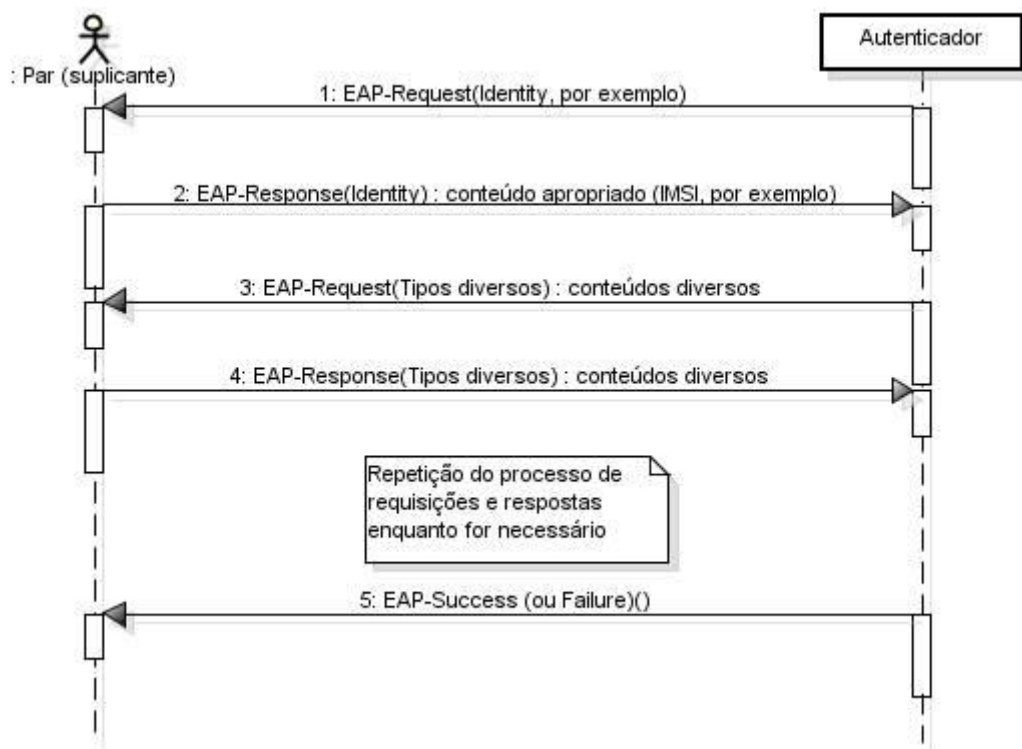 Autenticador
: Par (suplicante)
1: EAP-Request(Identity, por exemplo)
2: EAP-Response(Identity) : conteúdo apropriado (IMSI, por exemplo)
3: EAP-Request(Tipos diversos) : conteúdos diversos
4: EAP-Response(Tipos diversos) : conteúdos diversos
Repetição do processo de
requisições e respostas
enquanto for necessário
5: EAP-Success (ou Failure)()